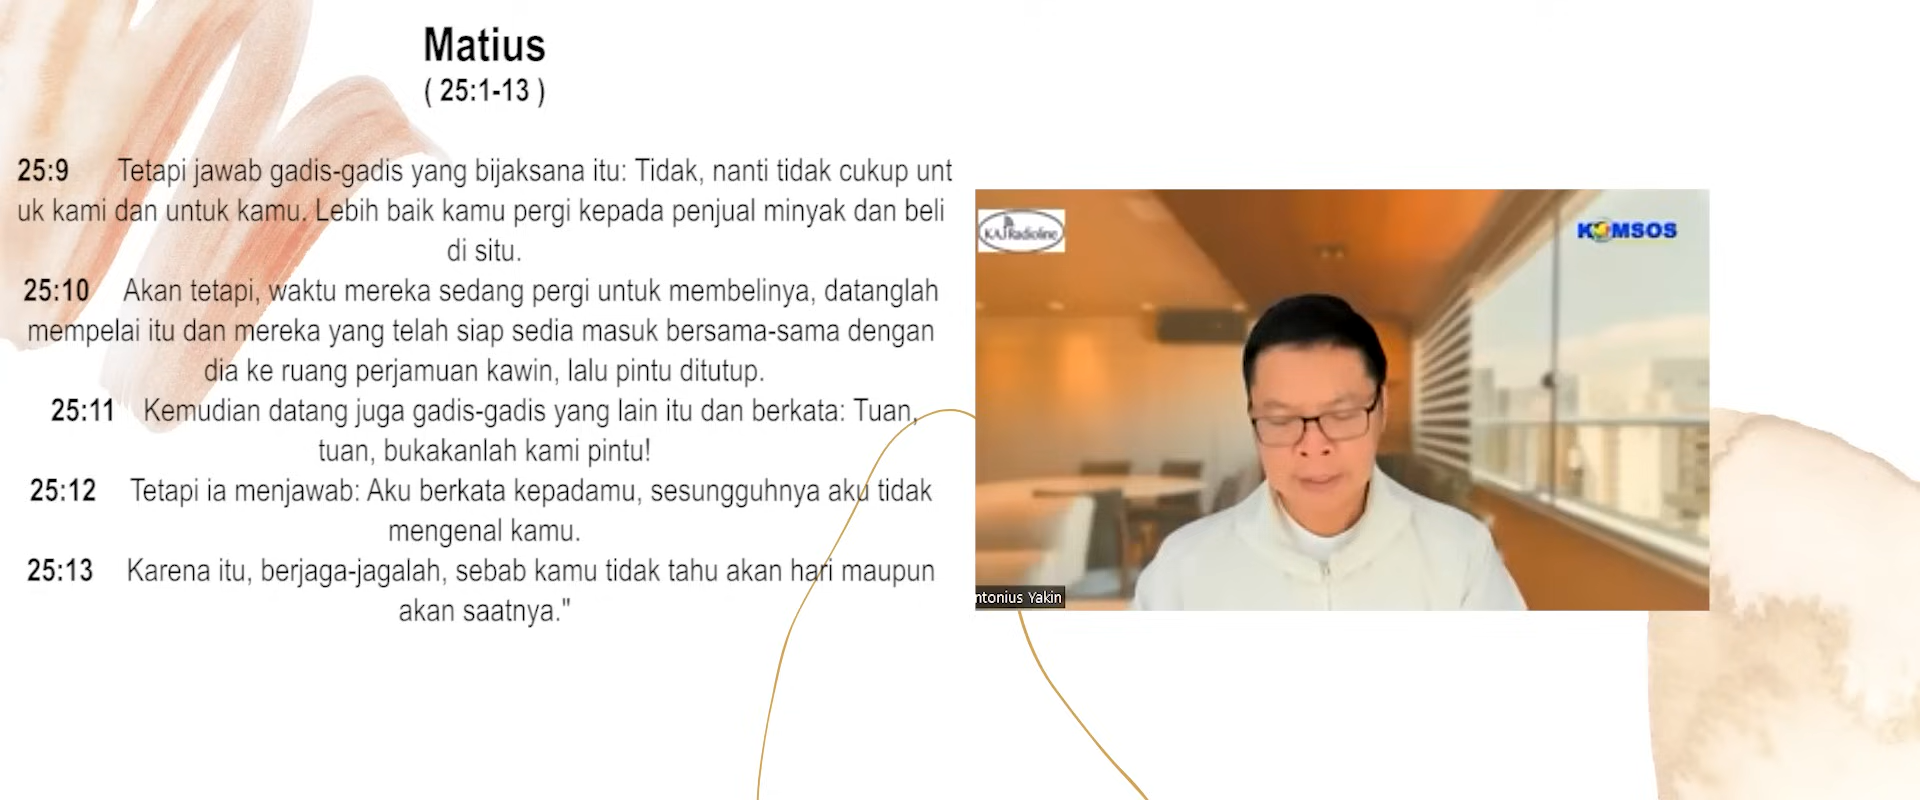 Matius
( 25:1-13 )
25:9 Tetapi jawab gadis-gadis yang bijaksana itu: Tidak, nanti tidak cukup unt
uk kami dan untuk kamu. Lebih baik kamu pergi kepada penjual minyak dan beli
di situ.
25:10 Akan tetapi, waktu mereka sedang pergi untuk membelinya, datanglah
mempelai itu dan mereka yang telah siap sedia masuk bersama-sama dengan
dia ke ruang perjamuan kawin, lalu pintu ditutup.
25:11 Kemudian datang juga gadis-gadis yang lain itu dan berkata: Tuan,
tuan, bukakanlah kami pintu!
25:12 Tetapi ia menjawab: Aku berkata kepadamu, sesungguhnya aku tidak
mengenal kamu.
25:13 Karena itu, berjaga-jagalah, sebab kamu tidak tahu akan hari maupun
akan saatnya."
KAJ Radioline
KOMSOS
ntonius Yakin